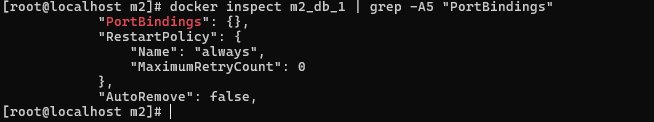 [root@localhost m2]# docker inspect m2_db_1 | grep -A5 "PortBindings"
            "PortBindings": {},
            "RestartPolicy": {
                "Name": "always",
                "MaximumRetryCount": 0
            },
            "AutoRemove": false,
[root@localhost m2]#